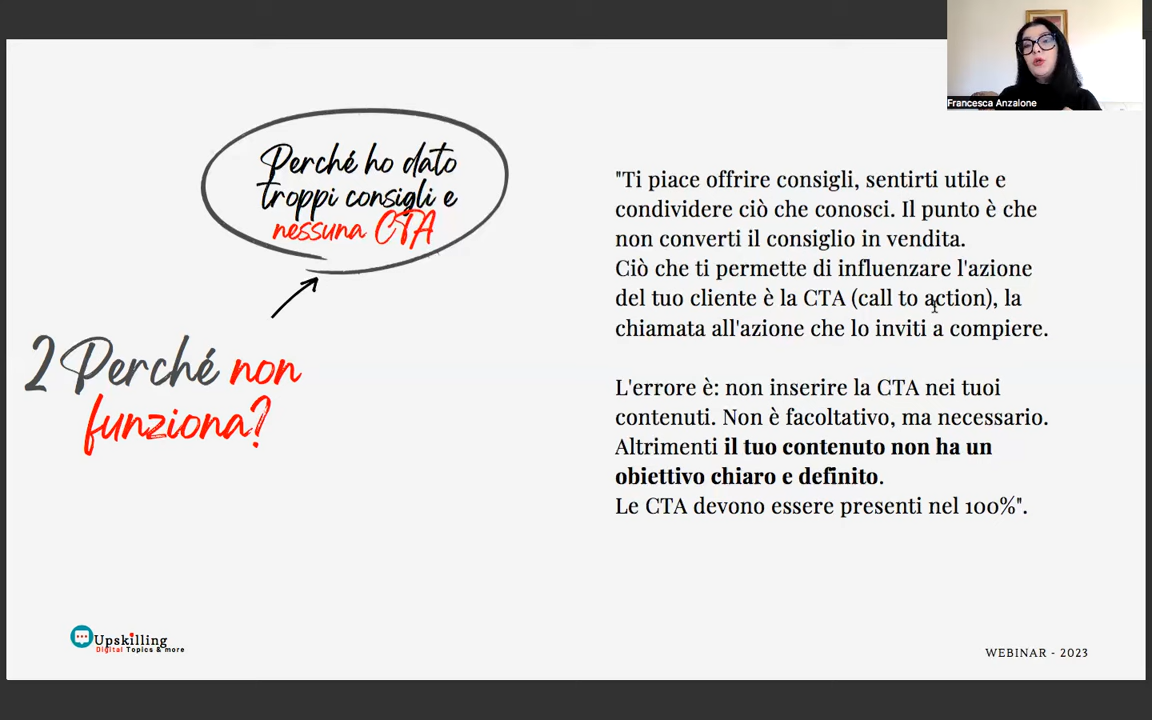 Francesca Anzalone
Perché ho dato
troppi consigli e
nessuna CTA
2 Perché non
funziona?
"Ti piace offrire consigli, sentirti utile e
condividere ciò che conosci. Il punto è che
non converti il consiglio in vendita.
Ciò che ti permette di influenzare l'azione
del tuo cliente è la CTA (call to action), la
chiamata all'azione che lo inviti a compiere.
L'errore è: non inserire la CTA nei tuoi
contenuti. Non è facoltativo, ma necessario.
Altrimenti il tuo contenuto non ha un
obiettivo chiaro e definito.
Le CTA devono essere presenti nel 100%".
Upskilling
Digital Topics & more
WEBINAR - 2023